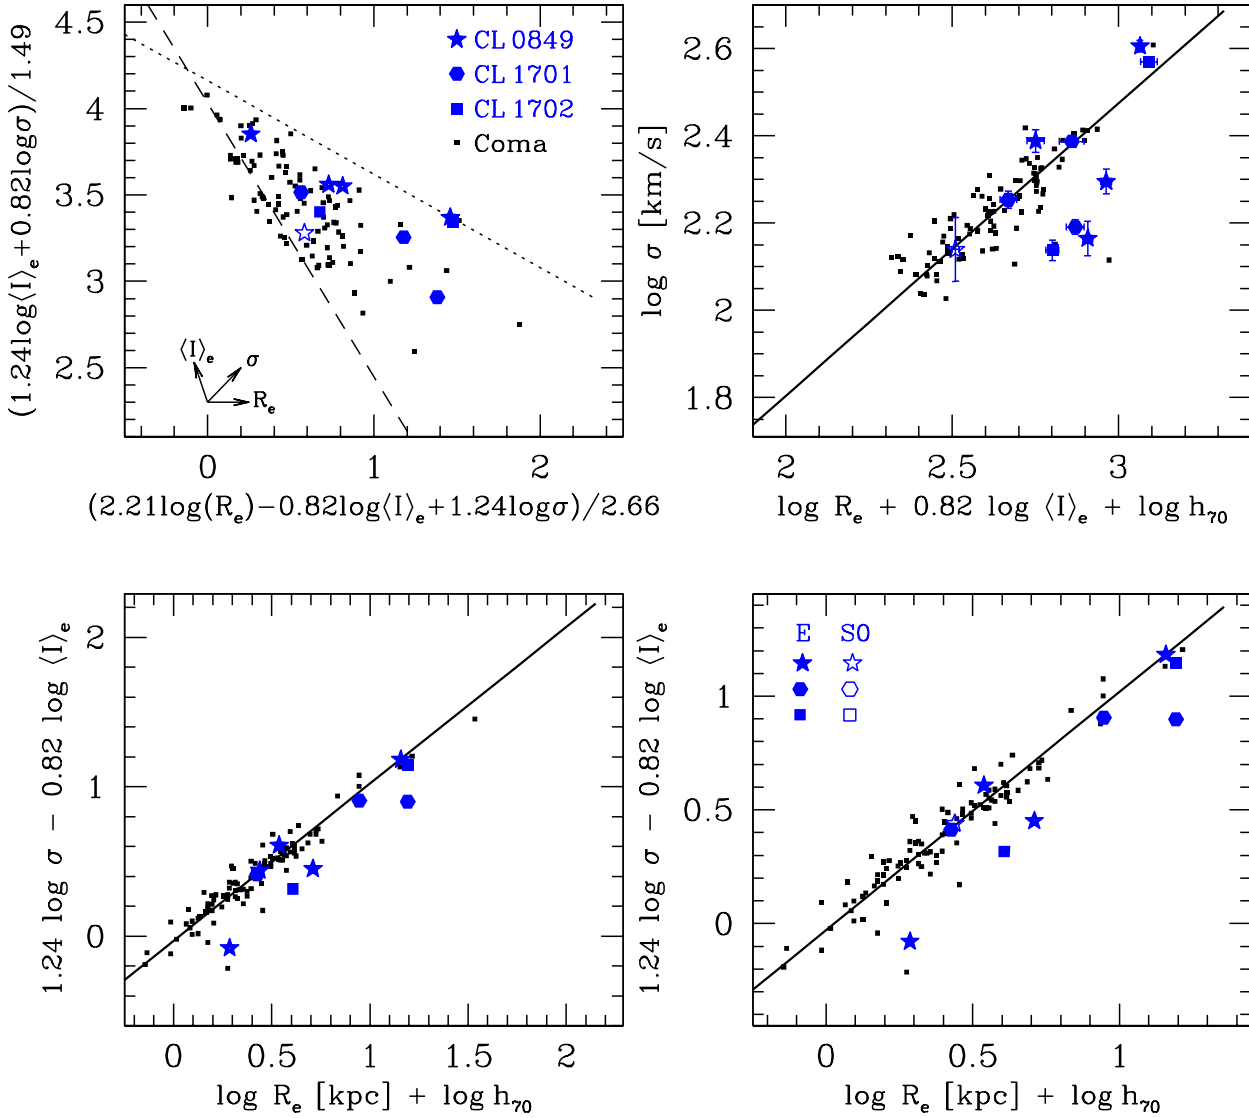 4.5
4
3.5
3
2.5
(1.24log⟨I⟩e+0.82logσ)/1.49
CL 0849
CL 1701
CL 1702
Coma
⟨I⟩e
σ
Re
0 1 2
(2.21log(Re)−0.82log⟨I⟩e+1.24logσ)/2.66
2.6
2.4
2.2
2
1.8
log σ [km/s]
2 2.5 3
log Re + 0.82 log ⟨I⟩e + log h70
2
1
0
1.24 log σ − 0.82 log ⟨I⟩e
0 0.5 1 1.5 2
log Re [kpc] + log h70
E S0
1
0.5
0
1.24 log σ − 0.82 log ⟨I⟩e
0 0.5 1
log Re [kpc] + log h70